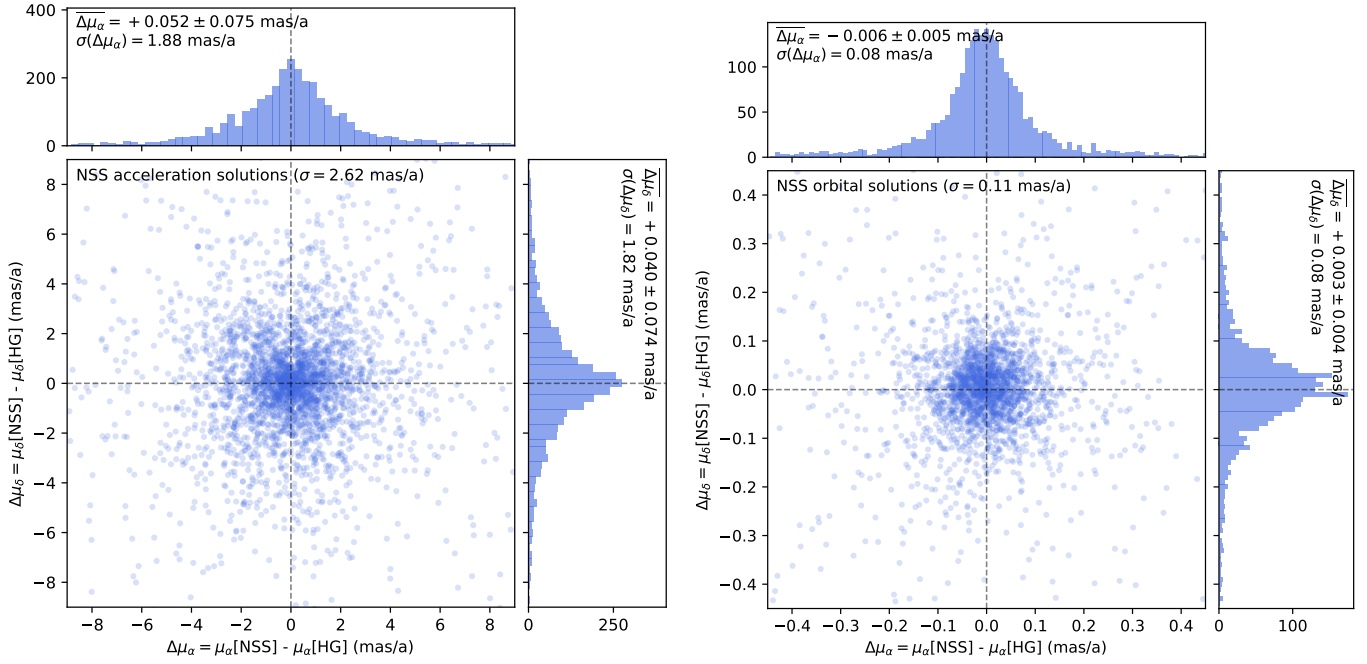 400
200
0
Δμα = +0.052 ± 0.075 mas/a
σ(Δμα) = 1.88 mas/a
NSS acceleration solutions (σ = 2.62 mas/a)
8
6
4
2
0
−2
−4
−6
−8
Δμδ = μδ[NSS] - μδ[HG] (mas/a)
−8 −6 −4 −2 0 2 4 6 8
Δμα = μα[NSS] - μα[HG] (mas/a)
Δμδ = +0.040 ± 0.074 mas/a
σ(Δμδ) = 1.82 mas/a
0 250
100
50
0
Δμα = −0.006 ± 0.005 mas/a
σ(Δμα) = 0.08 mas/a
NSS orbital solutions (σ = 0.11 mas/a)
0.4
0.3
0.2
0.1
0.0
−0.1
−0.2
−0.3
−0.4
Δμδ = μδ[NSS] - μδ[HG] (mas/a)
−0.4 −0.3 −0.2 −0.1 0.0 0.1 0.2 0.3 0.4
Δμα = μα[NSS] - μα[HG] (mas/a)
Δμδ = +0.003 ± 0.004 mas/a
σ(Δμδ) = 0.08 mas/a
0 100